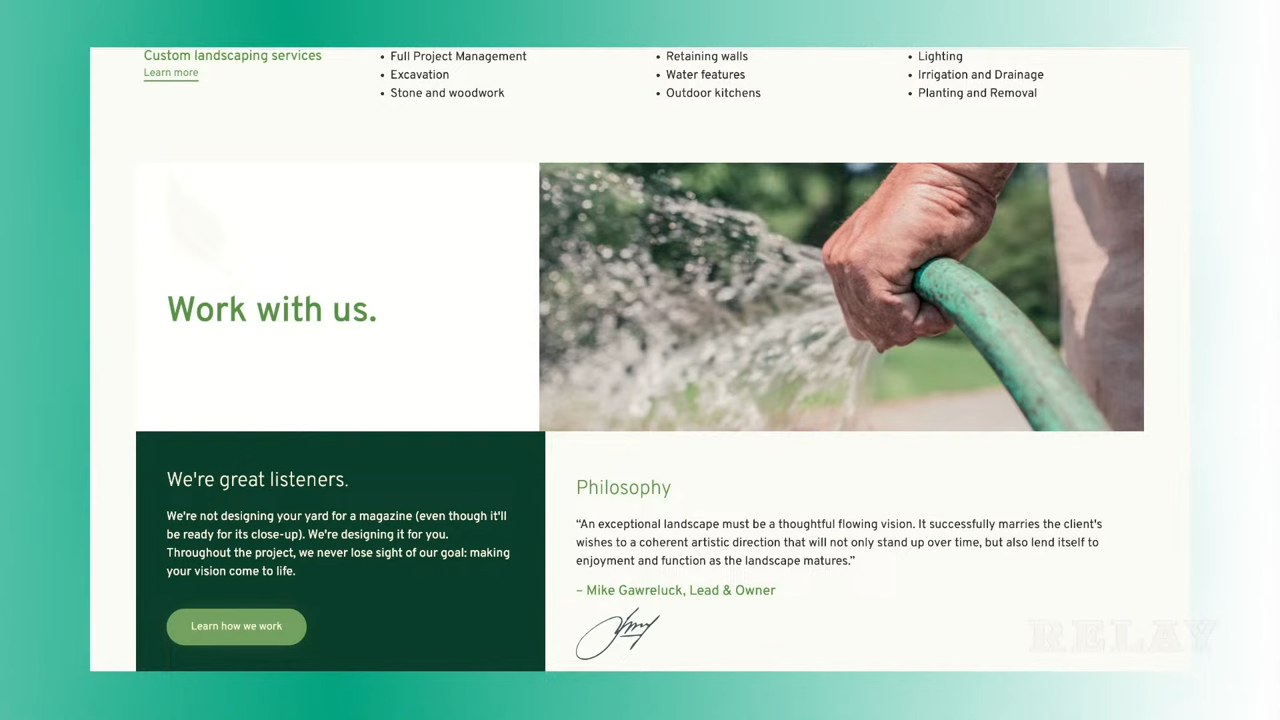 Custom landscaping services
Learn more
• Full Project Management
• Excavation
• Stone and woodwork
• Retaining walls
• Water features
• Outdoor kitchens
• Lighting
• Irrigation and Drainage
• Planting and Removal
Work with us.
We're great listeners.
We're not designing your yard for a magazine (even though it'll
be ready for its close-up). We're designing it for you.
Throughout the project, we never lose sight of our goal: making
your vision come to life.
Learn how we work
Philosophy
“An exceptional landscape must be a thoughtful flowing vision. It successfully marries the client's
wishes to a coherent artistic direction that will not only stand up over time, but also lend itself to
enjoyment and function as the landscape matures.”
– Mike Gawreluck, Lead & Owner
RELAY